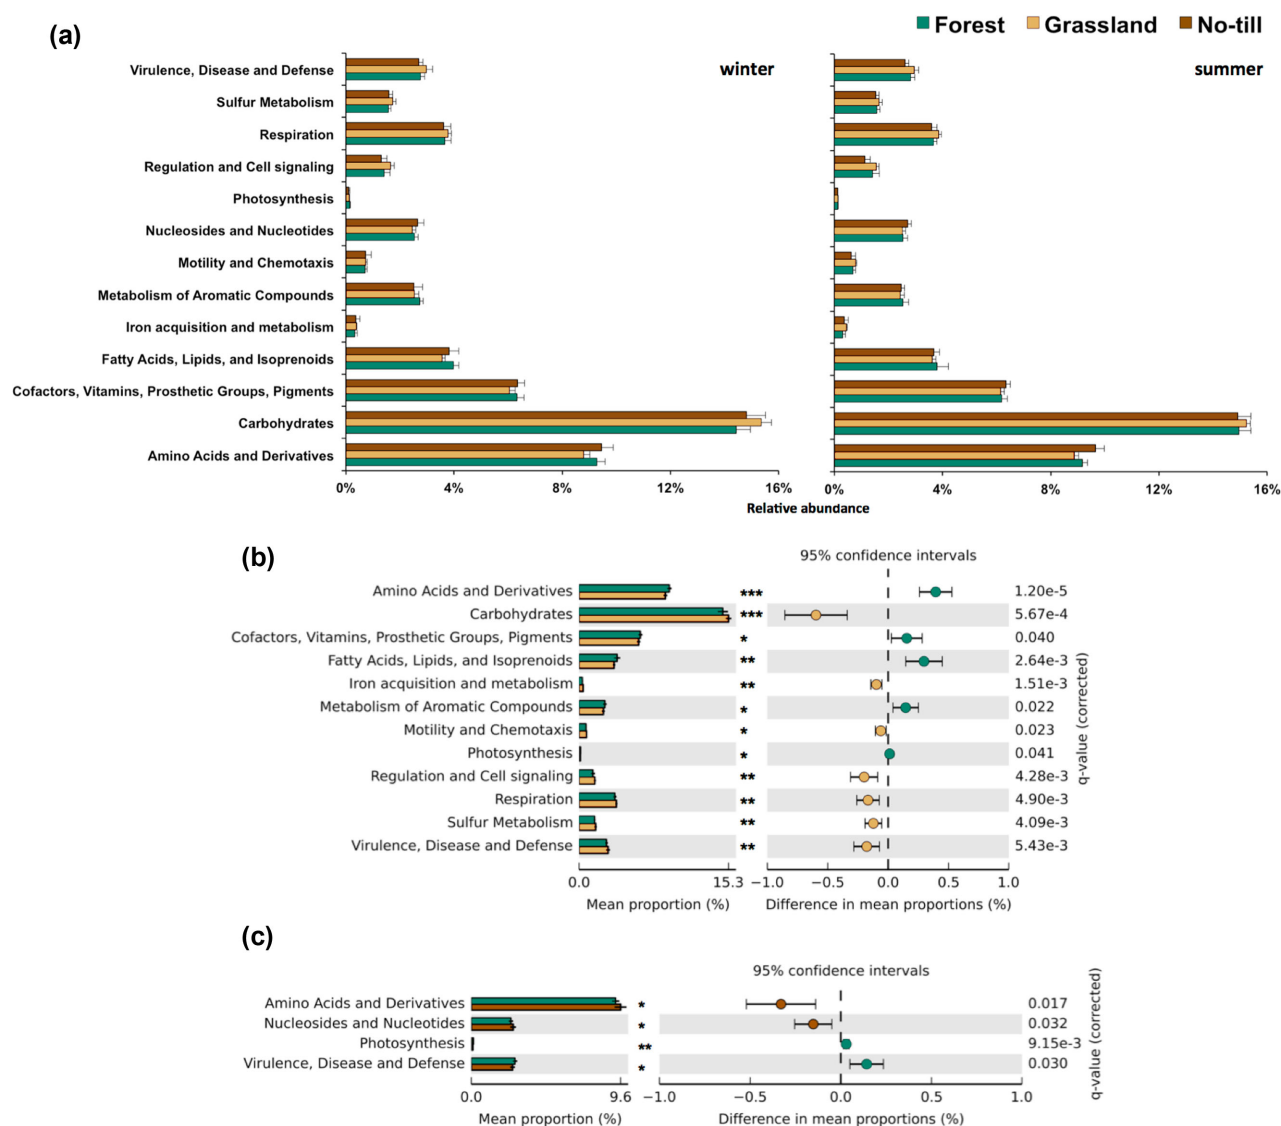 (a)
Forest Grassland No-till
winter
summer
Virulence, Disease and Defense
Sulfur Metabolism
Respiration
Regulation and Cell signaling
Photosynthesis
Nucleosides and Nucleotides
Motility and Chemotaxis
Metabolism of Aromatic Compounds
Iron acquisition and metabolism
Fatty Acids, Lipids, and Isoprenoids
Cofactors, Vitamins, Prosthetic Groups, Pigments
Carbohydrates
Amino Acids and Derivatives
0% 4% 8% 12% 16% 0% 4% 8% 12% 16%
Relative abundance
(b)
95% confidence intervals
Amino Acids and Derivatives *** 1.20e-5
Carbohydrates *** 5.67e-4
Cofactors, Vitamins, Prosthetic Groups, Pigments * 0.040
Fatty Acids, Lipids, and Isoprenoids ** 2.64e-3
Iron acquisition and metabolism ** 1.51e-3
Metabolism of Aromatic Compounds * 0.022
Motility and Chemotaxis * 0.023
Photosynthesis * 0.041
Regulation and Cell signaling ** 4.28e-3
Respiration ** 4.90e-3
Sulfur Metabolism ** 4.09e-3
Virulence, Disease and Defense ** 5.43e-3
q-value (corrected)
0.0 15.3 −1.0 −0.5 0.0 0.5 1.0
Mean proportion (%) Difference in mean proportions (%)
(c)
95% confidence intervals
Amino Acids and Derivatives * 0.017
Nucleosides and Nucleotides * 0.032
Photosynthesis ** 9.15e-3
Virulence, Disease and Defense * 0.030
q-value (corrected)
0.0 9.6 −1.0 −0.5 0.0 0.5 1.0
Mean proportion (%) Difference in mean proportions (%)